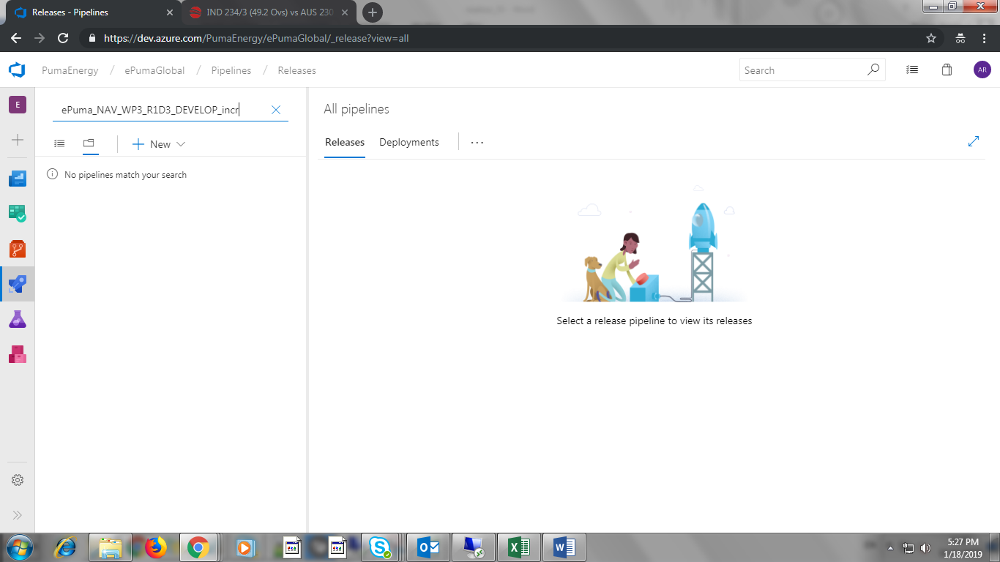 Releases - Pipelines
IND 234/3 (49.2 Ovs) vs AUS 230
https://dev.azure.com/PumaEnergy/ePumaGlobal/_release?view=all
PumaEnergy / ePumaGlobal / Pipelines / Releases
Search
AR
E
ePuma_NAV_WP3_R1D3_DEVELOP_incr
New
No pipelines match your search
All pipelines
Releases Deployments
Select a release pipeline to view its releases
5:27 PM
1/18/2019